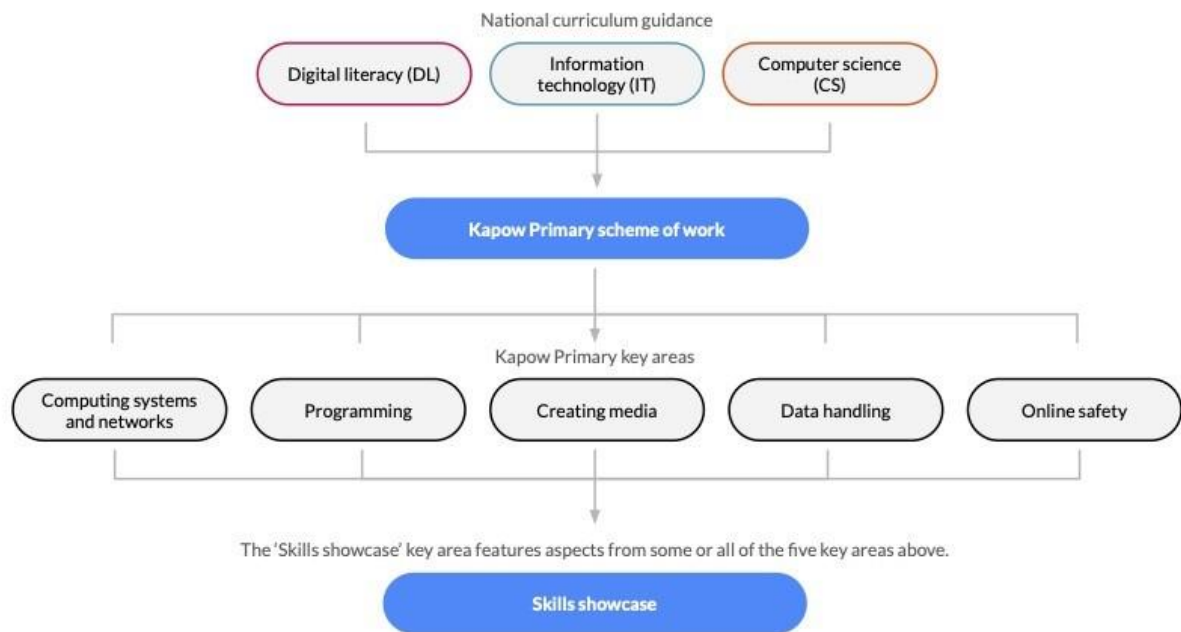 National curriculum guidance
Digital literacy (DL)
Information
technology (IT)
Computer science
(CS)
Kapow Primary scheme of work
Kapow Primary key areas
Computing systems
and networks
Programming
Creating media
Data handling
Online safety
The ‘Skills showcase’ key area features aspects from some or all of the five key areas above.
Skills showcase